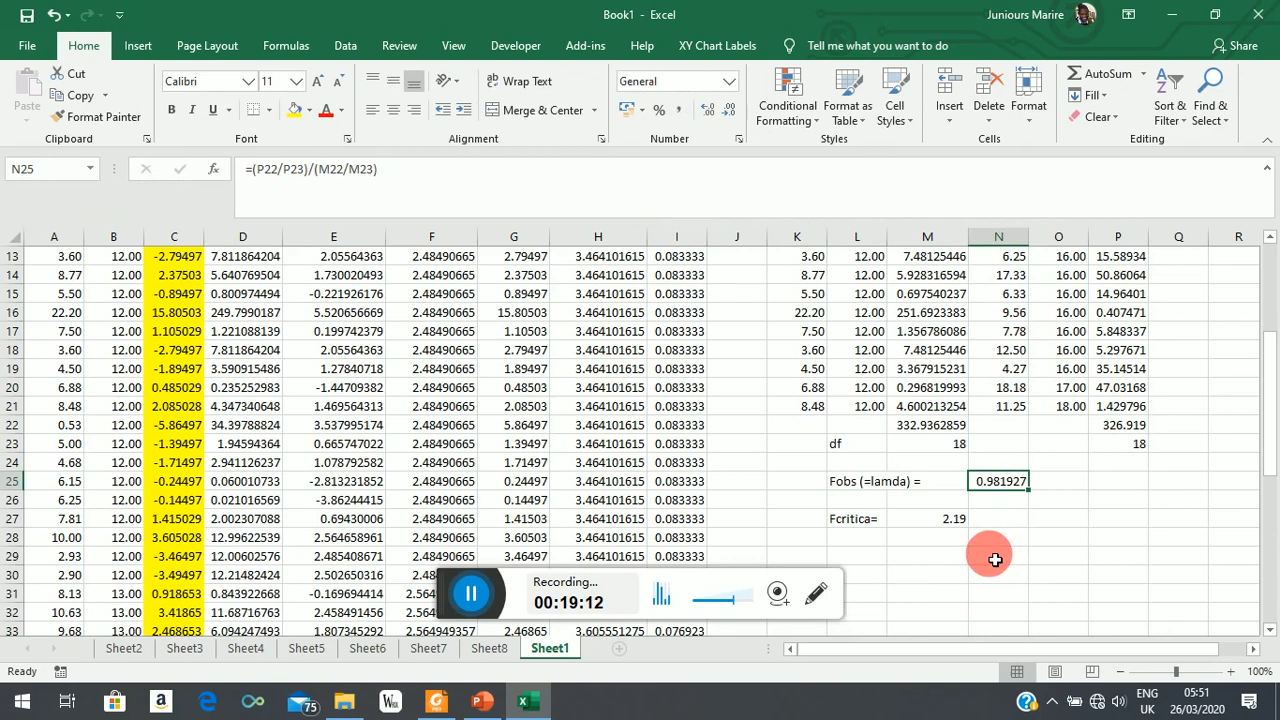 Book1 - Excel
Juniours Marire
File Home Insert Page Layout Formulas Data Review View Developer Add-ins Help XY Chart Labels Tell me what you want to do Share
Cut Calibri 11 Wrap Text General AutoSum
Paste Copy Conditional Format as Cell Insert Delete Format Fill Sort & Find &
Format Painter B I U Merge & Center % Formatting Table Styles Clear Filter Select
Clipboard Font Alignment Number Styles Cells Editing
N25 fx =(P22/P23)/(M22/M23)
A B C D E F G H I J K L M N O P Q R
13 3.60 12.00 -2.79497 7.811864204 2.05564363 2.48490665 2.79497 3.464101615 0.083333 3.60 12.00 7.48125446 6.25 16.00 15.58934
14 8.77 12.00 2.37503 5.640769504 1.730020493 2.48490665 2.37503 3.464101615 0.083333 8.77 12.00 5.928316594 17.33 16.00 50.86064
15 5.50 12.00 -0.89497 0.800974494 -0.221926176 2.48490665 0.89497 3.464101615 0.083333 5.50 12.00 0.697540237 6.33 16.00 14.96401
16 22.20 12.00 15.80503 249.7990187 5.520656669 2.48490665 15.80503 3.464101615 0.083333 22.20 12.00 251.6923383 9.56 16.00 0.407471
17 7.50 12.00 1.105029 1.221088139 0.199742379 2.48490665 1.10503 3.464101615 0.083333 7.50 12.00 1.356786086 7.78 16.00 5.848337
18 3.60 12.00 -2.79497 7.811864204 2.05564363 2.48490665 2.79497 3.464101615 0.083333 3.60 12.00 7.48125446 12.50 16.00 5.297671
19 4.50 12.00 -1.89497 3.590915486 1.27840718 2.48490665 1.89497 3.464101615 0.083333 4.50 12.00 3.367915231 4.27 16.00 35.14514
20 6.88 12.00 0.485029 0.235252983 -1.44709382 2.48490665 0.48503 3.464101615 0.083333 6.88 12.00 0.296819993 18.18 17.00 47.03168
21 8.48 12.00 2.085028 4.347340648 1.469564313 2.48490665 2.08503 3.464101615 0.083333 8.48 12.00 4.600213254 11.25 18.00 1.429796
22 0.53 12.00 -5.86497 34.39788824 3.537995174 2.48490665 5.86497 3.464101615 0.083333 332.9362859 326.919
23 5.00 12.00 -1.39497 1.94594364 0.665747022 2.48490665 1.39497 3.464101615 0.083333 df 18 18
24 4.68 12.00 -1.71497 2.941126237 1.078792582 2.48490665 1.71497 3.464101615 0.083333
25 6.15 12.00 -0.24497 0.060010733 -2.813231852 2.48490665 0.24497 3.464101615 0.083333 Fobs (=lamda) = 0.981927
26 6.25 12.00 -0.14497 0.021016569 -3.86244415 2.48490665 0.14497 3.464101615 0.083333
27 7.81 12.00 1.415029 2.002307088 0.69430006 2.48490665 1.41503 3.464101615 0.083333 Fcritica= 2.19
28 10.00 12.00 3.605028 12.99622539 2.564658961 2.48490665 3.60503 3.464101615 0.083333
29 2.93 12.00 -3.46497 12.00602576 2.485408671 2.48490665 3.46497 3.464101615 0.083333
30 2.90 12.00 -3.49497 12.21482424 2.502650316
31 8.13 13.00 0.918653 0.843922668 -0.169694414
32 10.63 13.00 3.41865 11.68716763 2.458491456
33 9.68 13.00 2.468653 6.094247493 1.807345292 2.564949357 2.46865 3.605551275 0.076923
Recording...
00:19:12
Sheet2 Sheet3 Sheet4 Sheet5 Sheet6 Sheet7 Sheet8 Sheet1
Ready 100%
75 ENG 05:51
UK 26/03/2020